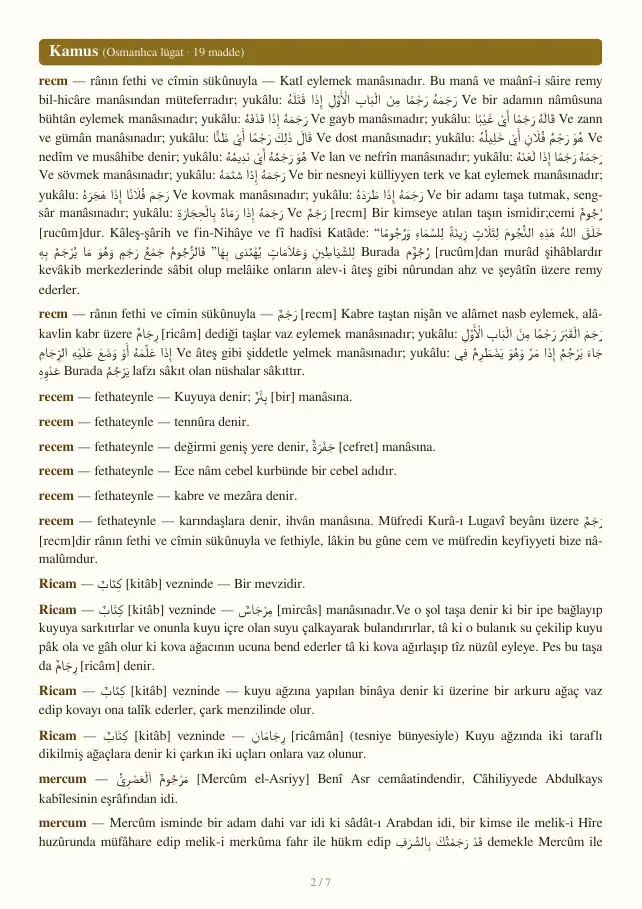 Kamus (Osmanlıca lügat · 19 madde)
recm — rânın fethi ve cîmin sükûnuyla — Katl eylemek manâsınadır. Bu manâ ve maânî-i sâire remy
bil-hicâre manâsından müteferradır; yukâlu: رَجَمَهُ رَجْمًا مِنَ الْبَابِ الْأَوَّلِ إِذَا قَتَلَهُ Ve bir adamın nâmûsuna
bühtân eylemek manâsınadır; yukâlu: رَجَمَهُ إِذَا قَذَفَهُ Ve gayb manâsınadır; yukâlu: قَالَهُ رَجْمًا أَيْ غَيْبًا Ve zann
ve gümân manâsınadır; yukâlu: قَالَ ذَلِكَ رَجْمًا أَيْ ظَنًّا Ve dost manâsınadır; yukâlu: هُوَ رَجْمُ فُلَانٍ أَيْ خَلِيلُهُ Ve
nedîm ve musâhibe denir; yukâlu: هُوَ رَجْمُهُ أَيْ نَدِيمُهُ Ve lan ve nefrîn manâsınadır; yukâlu: رَجَمَهُ رَجْمًا إِذَا لَعَنَهُ
Ve sövmek manâsınadır; yukâlu: رَجَمَهُ إِذَا شَتَمَهُ Ve bir nesneyi külliyyen terk ve kat eylemek manâsınadır;
yukâlu: رَجَمَ فُلَانًا إِذَا هَجَرَهُ Ve kovmak manâsınadır; yukâlu: رَجَمَهُ إِذَا طَرَدَهُ Ve bir adamı taşa tutmak, seng-
sâr manâsınadır; yukâlu: رَجَمَهُ إِذَا رَمَاهُ بِالْحِجَارَةِ Ve رَجْمٌ [recm] Bir kimseye atılan taşın ismidir;cemi رُجُومٌ
[rucûm]dur. Kâleş-şârih ve fin-Nihâye ve fî hadîsi Katâde: “خَلَقَ اللهُ هَذِهِ النُّجُومَ لِثَلَاثٍ زِينَةً لِلسَّمَاءِ وَرُجُومًا
لِلشَّيَاطِينِ وَعَلَامَاتٍ يُهْتَدَى بِهَا” فَالرُّجُومُ جَمْعُ رَجْمٍ وَهُوَ مَا يُرْجَمُ بِهِ Burada رُجُوْم [rucûm]dan murâd şihâblardır
kevâkib merkezlerinde sâbit olup melâike onların alev-i âteş gibi nûrundan ahz ve şeyâtîn üzere remy
ederler.
recm — rânın fethi ve cîmin sükûnuyla — رَجْمٌ [recm] Kabre taştan nişân ve alâmet nasb eylemek, alâ-
kavlin kabr üzere رِجَامٌ [ricâm] dediği taşlar vaz eylemek manâsınadır; yukâlu: رَجَمَ الْقَبْرَ رَجْمًا مِنَ الْبَابِ الْأَوَّلِ
إِذَا عَلَّمَهُ أَوْ وَضَعَ عَلَيْهِ الرِّجَامَ Ve âteş gibi şiddetle yelmek manâsınadır; yukâlu: جَاءَ يَرْجُمُ إِذَا مَرَّ وَهُوَ يَضْطَرِمُ فِي
عَدْوِهِ Burada يَرْجُمُ lafzı sâkıt olan nüshalar sâkıttır.
recem — fethateynle — Kuyuya denir; بِئْرٌ [bir] manâsına.
recem — fethateynle — tennûra denir.
recem — fethateynle — değirmi geniş yere denir, جَفْرَةٌ [cefret] manâsına.
recem — fethateynle — Ece nâm cebel kurbünde bir cebel adıdır.
recem — fethateynle — kabre ve mezâra denir.
recem — fethateynle — karındaşlara denir, ihvân manâsına. Müfredi Kurâ-ı Lugavî beyânı üzere رَجْمٌ
[recm]dir rânın fethi ve cîmin sükûnuyla ve fethiyle, lâkin bu gûne cem ve müfredin keyfiyyeti bize nâ-
malûmdur.
Ricam — كِتَابٌ [kitâb] vezninde — Bir mevzidir.
Ricam — كِتَابٌ [kitâb] vezninde — مِرْجَاسٌ [mircâs] manâsınadır.Ve o şol taşa denir ki bir ipe bağlayıp
kuyuya sarkıtırlar ve onunla kuyu içre olan suyu çalkayarak bulandırırlar, tâ ki o bulanık su çekilip kuyu
pâk ola ve gâh olur ki kova ağacının ucuna bend ederler tâ ki kova ağırlaşıp tîz nüzûl eyleye. Pes bu taşa
da رِجَامٌ [ricâm] denir.
Ricam — كِتَابٌ [kitâb] vezninde — kuyu ağzına yapılan binâya denir ki üzerine bir arkuru ağaç vaz
edip kovayı ona talîk ederler, çark menzilinde olur.
Ricam — كِتَابٌ [kitâb] vezninde — رِجَامَانِ [ricâmân] (tesniye bünyesiyle) Kuyu ağzında iki taraflı
dikilmiş ağaçlara denir ki çarkın iki uçları onlara vaz olunur.
mercum — مَرْجُومٌ اَلْعَصْرِيُّ [Mercûm el-Asriyy] Benî Asr cemâatindendir, Câhiliyyede Abdulkays
kabîlesinin eşrâfından idi.
mercum — Mercûm isminde bir adam dahi var idi ki sâdât-ı Arabdan idi, bir kimse ile melik-i Hîre
huzûrunda müfâhare edip melik-i merkûma fahr ile hükm edip قَدْ رَجَمْتُكَ بِالشَّرَفِ demekle Mercûm ile
2 / 7